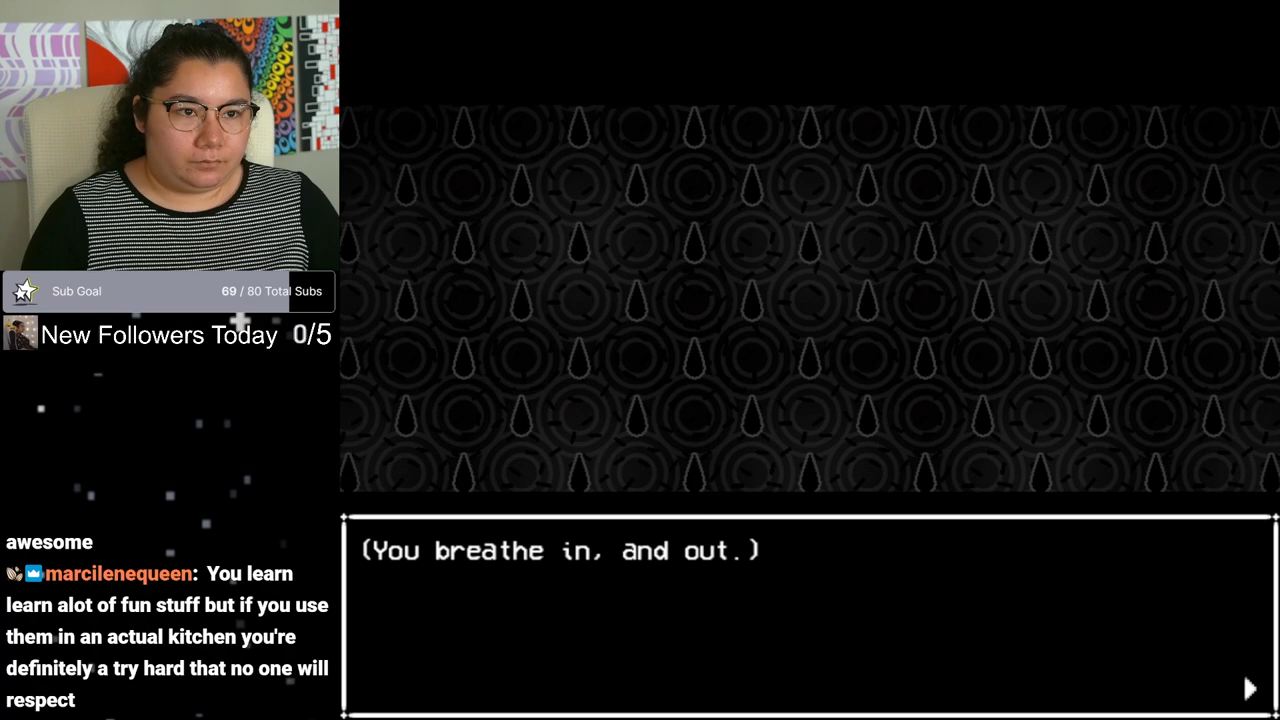 Sub Goal 69 / 80 Total Subs
New Followers Today 0/5
awesome
marcilenequeen: You learn
learn alot of fun stuff but if you use
them in an actual kitchen you're
definitely a try hard that no one will
respect
(You breathe in, and out.)